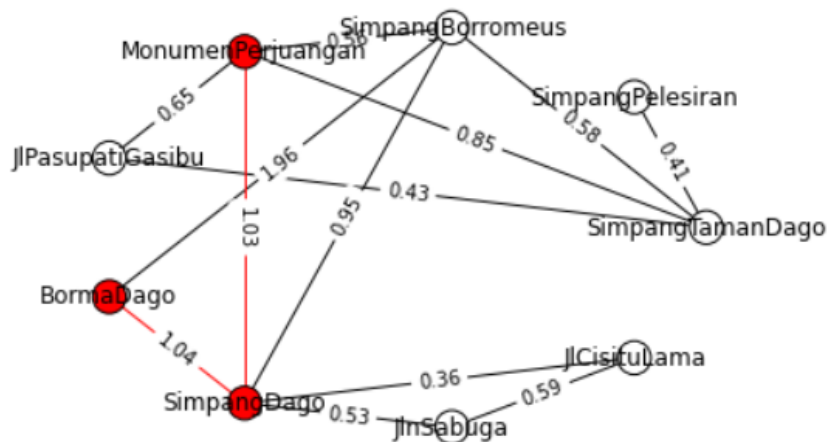 SimpangBorromeus
0.56
MonumenPerjuangan
SimpangPelesiran
0.65
0.85
0.58
0.41
JlPasupatiGasibu
1.96
0.43
0.95
1.03
SimpangTamanDago
BormaDago
1.04
JlCisituLama
0.36
0.59
SimpangDago
0.53
JlnSabuga